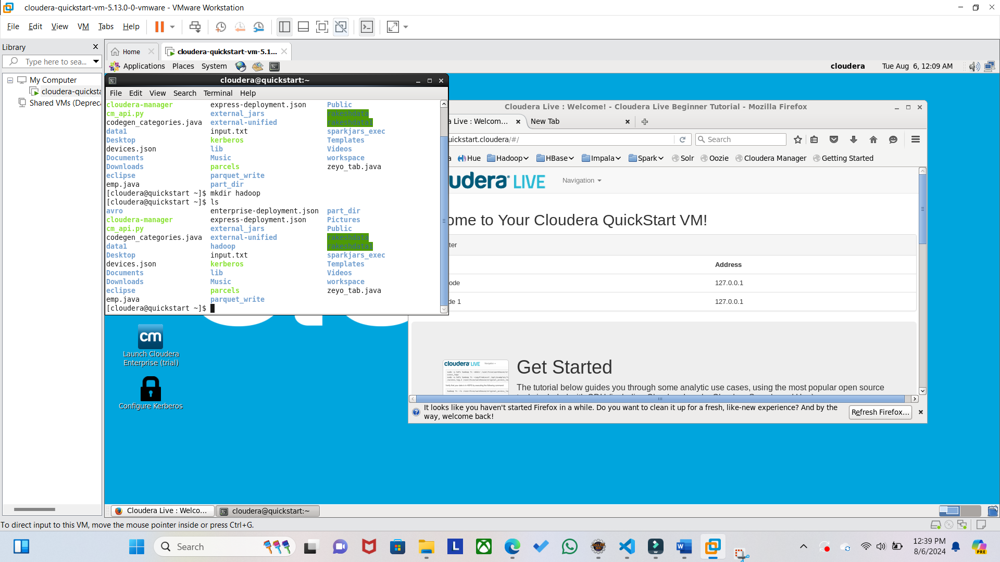 cloudera-quickstart-vm-5.13.0-0-vmware - VMware Workstation
File Edit View VM Tabs Help
Library
Type here to sea...
My Computer
cloudera-quicksta
Shared VMs (Depreca
Home
cloudera-quickstart-vm-5.1...
Applications Places System
cloudera Tue Aug 6, 12:09 AM
cloudera@quickstart:~
File Edit View Search Terminal Help
cloudera-manager express-deployment.json Public
cm_api.py external_jars rakeshdata
codegen_categories.java external-unified rakeshdata1
data1 input.txt sparkjars_exec
Desktop kerberos Templates
devices.json lib Videos
Documents Music workspace
Downloads parcels zeyo_tab.java
eclipse parquet_write
emp.java part_dir
[cloudera@quickstart ~]$ mkdir hadoop
[cloudera@quickstart ~]$ ls
avro enterprise-deployment.json part_dir
cloudera-manager express-deployment.json Pictures
cm_api.py external_jars Public
codegen_categories.java external-unified rakeshdata
data1 hadoop rakeshdata1
Desktop input.txt sparkjars_exec
devices.json kerberos Templates
Documents lib Videos
Downloads Music workspace
eclipse parcels zeyo_tab.java
emp.java parquet_write
[cloudera@quickstart ~]$
Cloudera Live : Welcome! - Cloudera Live Beginner Tutorial - Mozilla Firefox
a Live : Welcom... New Tab
uickstart.cloudera/#/ Search
a Hue Hadoop HBase Impala Spark Solr Oozie Cloudera Manager Getting Started
udera LIVE Navigation
ome to Your Cloudera QuickStart VM!
ter
Address
ode 127.0.0.1
de 1 127.0.0.1
cloudera LIVE Navigation
Get Started
The tutorial below guides you through some analytic use cases, using the most popular open source
It looks like you haven't started Firefox in a while. Do you want to clean it up for a fresh, like-new experience? And by the
way, welcome back!
Refresh Firefox...
cm
Launch Cloudera
Enterprise (trial)
Configure Kerberos
Cloudera Live : Welco... cloudera@quickstart:~
To direct input to this VM, move the mouse pointer inside or press Ctrl+G.
Search
L
W
12:39 PM
8/6/2024
PRE